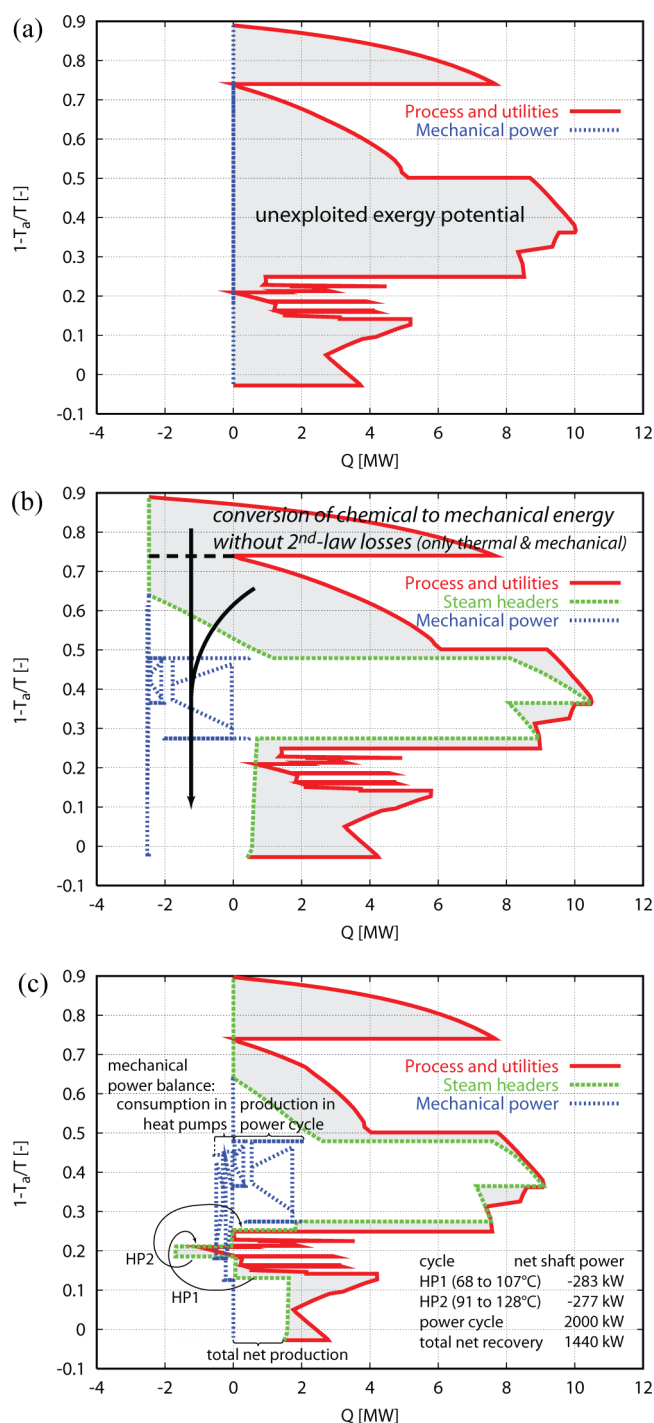 (a)
0.9
0.8
0.7
0.6
0.5
0.4
0.3
0.2
0.1
0
-0.1
1-Ta/T [-]
Process and utilities
Mechanical power
unexploited exergy potential
-4 -2 0 2 4 6 8 10 12
Q [MW]
(b)
0.9
0.8
0.7
0.6
0.5
0.4
0.3
0.2
0.1
0
-0.1
1-Ta/T [-]
conversion of chemical to mechanical energy
without 2nd-law losses (only thermal & mechanical)
Process and utilities
Steam headers
Mechanical power
-4 -2 0 2 4 6 8 10 12
Q [MW]
(c)
0.9
0.8
0.7
0.6
0.5
0.4
0.3
0.2
0.1
0
-0.1
1-Ta/T [-]
Process and utilities
Steam headers
Mechanical power
mechanical
power balance:
consumption in
heat pumps
production in
power cycle
HP2
HP1
total net production
cycle net shaft power
HP1 (68 to 107°C) -283 kW
HP2 (91 to 128°C) -277 kW
power cycle 2000 kW
total net recovery 1440 kW
-4 -2 0 2 4 6 8 10 12
Q [MW]